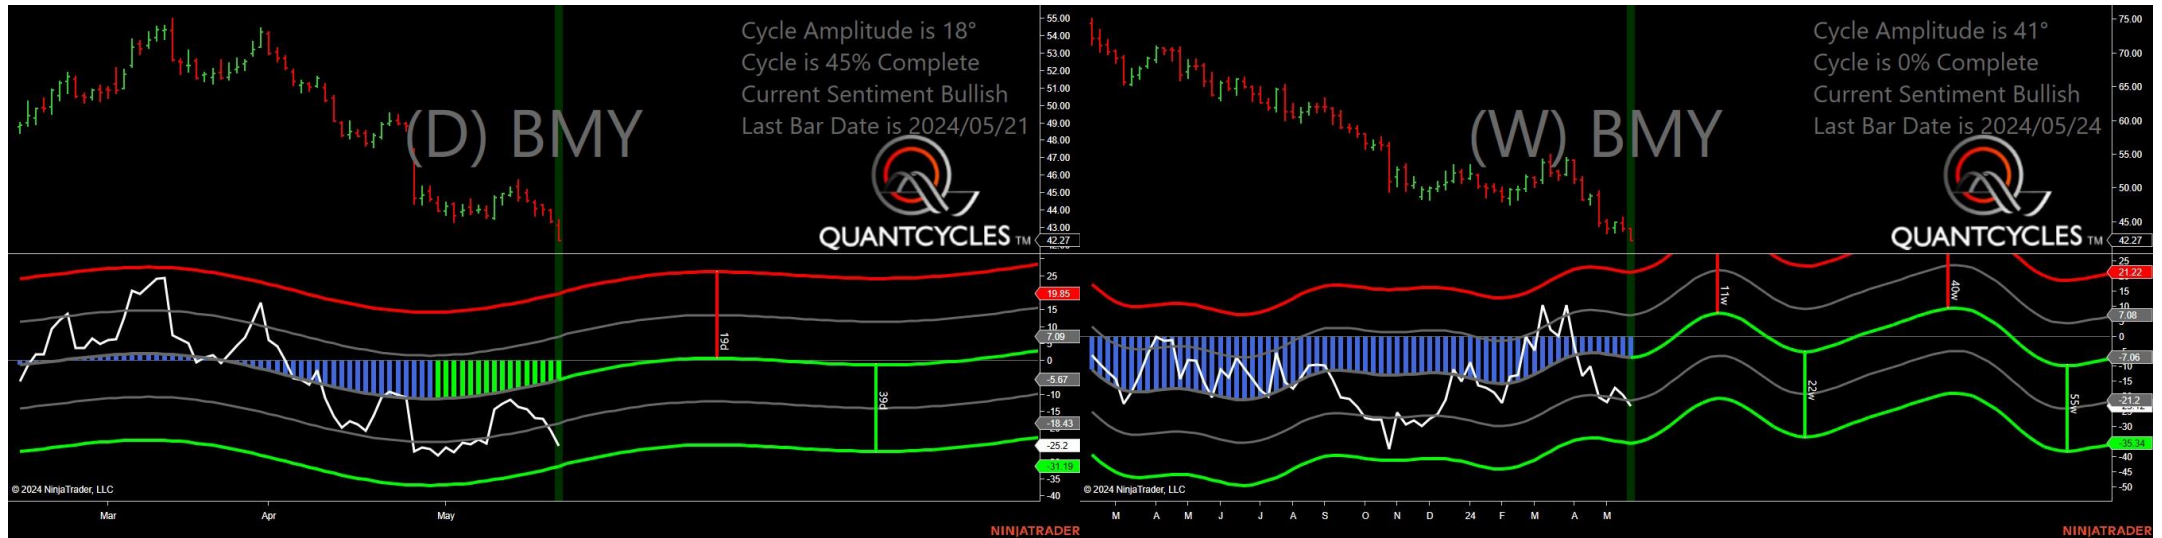 Cycle Amplitude is 18°
Cycle is 45% Complete
Current Sentiment Bullish
Last Bar Date is 2024/05/21
(D) BMY
QUANTCYCLES TM
55.00
54.00
53.00
52.00
51.00
50.00
49.00
48.00
47.00
46.00
45.00
44.00
43.00
42.27
25
19.85
15
10
7.09
5
0
-5.67
-10
-15
-18.43
-25.2
-31.19
-35
-40
19d
39d
© 2024 NinjaTrader, LLC
Mar
Apr
May
NINJATRADER
Cycle Amplitude is 41°
Cycle is 0% Complete
Current Sentiment Bullish
Last Bar Date is 2024/05/24
(W) BMY
QUANTCYCLES TM
75.00
70.00
65.00
60.00
55.00
50.00
45.00
42.27
25
21.22
15
10
7.08
0
-7.06
-10
-15
-21.2
-30
-35.34
-40
-45
-50
11w
22w
40w
55w
© 2024 NinjaTrader, LLC
M
A
M
J
J
A
S
O
N
D
24
F
M
A
M
NINJATRADER